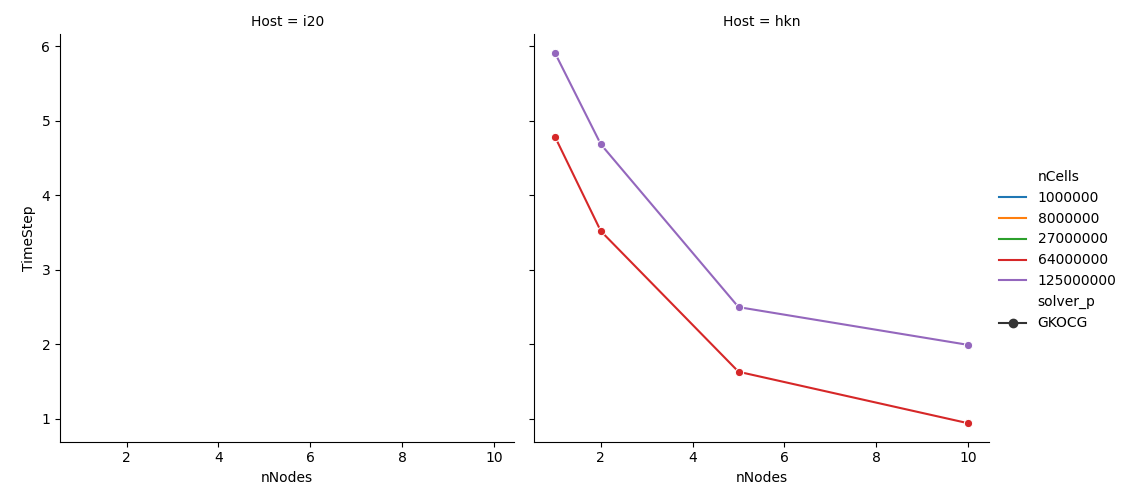 Host = i20
Host = hkn
6
5
4
3
2
1
TimeStep
2
4
6
8
10
nNodes
2
4
6
8
10
nNodes
nCells
1000000
8000000
27000000
64000000
125000000
solver_p
GKOCG